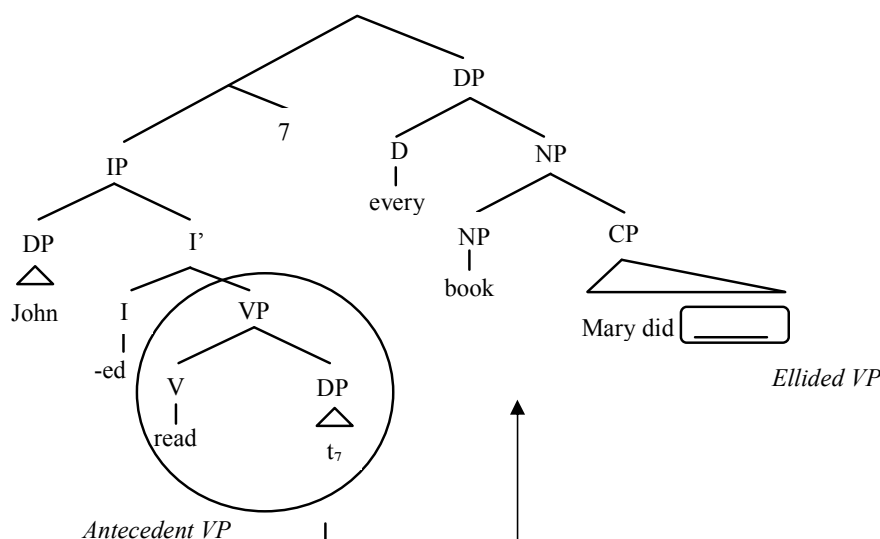 DP
7
D
NP
IP
every
DP
I’
NP
CP
book
John
I
VP
Mary did
-ed
V
DP
Ellided VP
read
t₇
Antecedent VP